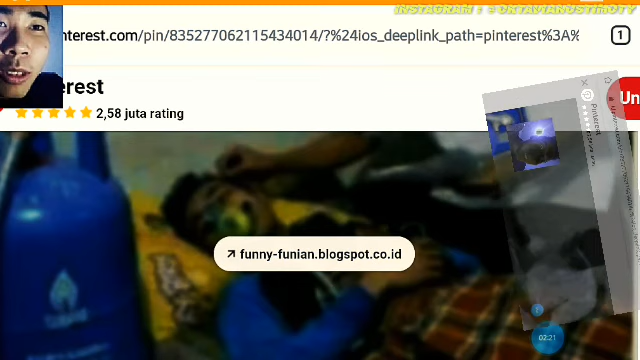 INSTAGRAM : @ OKTAVIANUSTIMOTY
interest.com/pin/835277062115434014/?%24ios_deeplink_path=pinterest%3A%
1
erest
2,58 juta rating
Un
Pinterest
funny-funian.blogspot.co.id
02:21